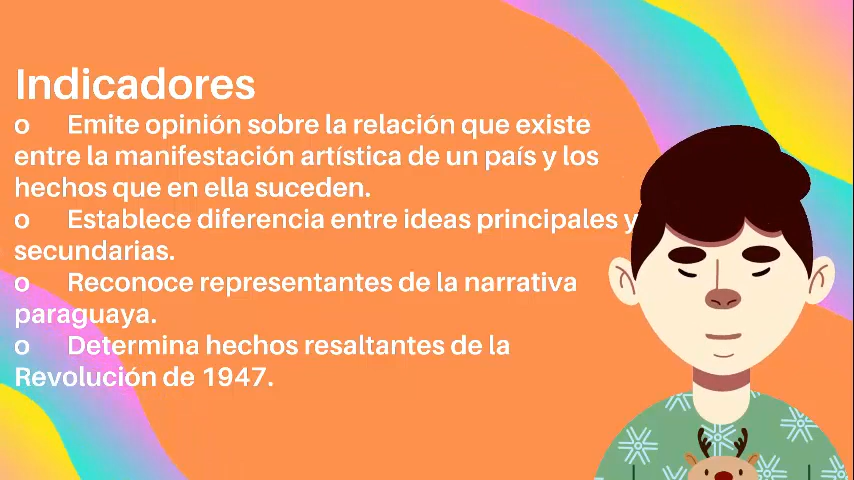 Indicadores
o Emite opinión sobre la relación que existe
entre la manifestación artística de un país y los
hechos que en ella suceden.
o Establece diferencia entre ideas principales y
secundarias.
o Reconoce representantes de la narrativa
paraguaya.
o Determina hechos resaltantes de la
Revolución de 1947.